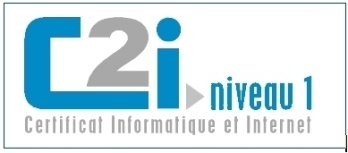 C2i niveau 1
Certificat Informatique et Internet